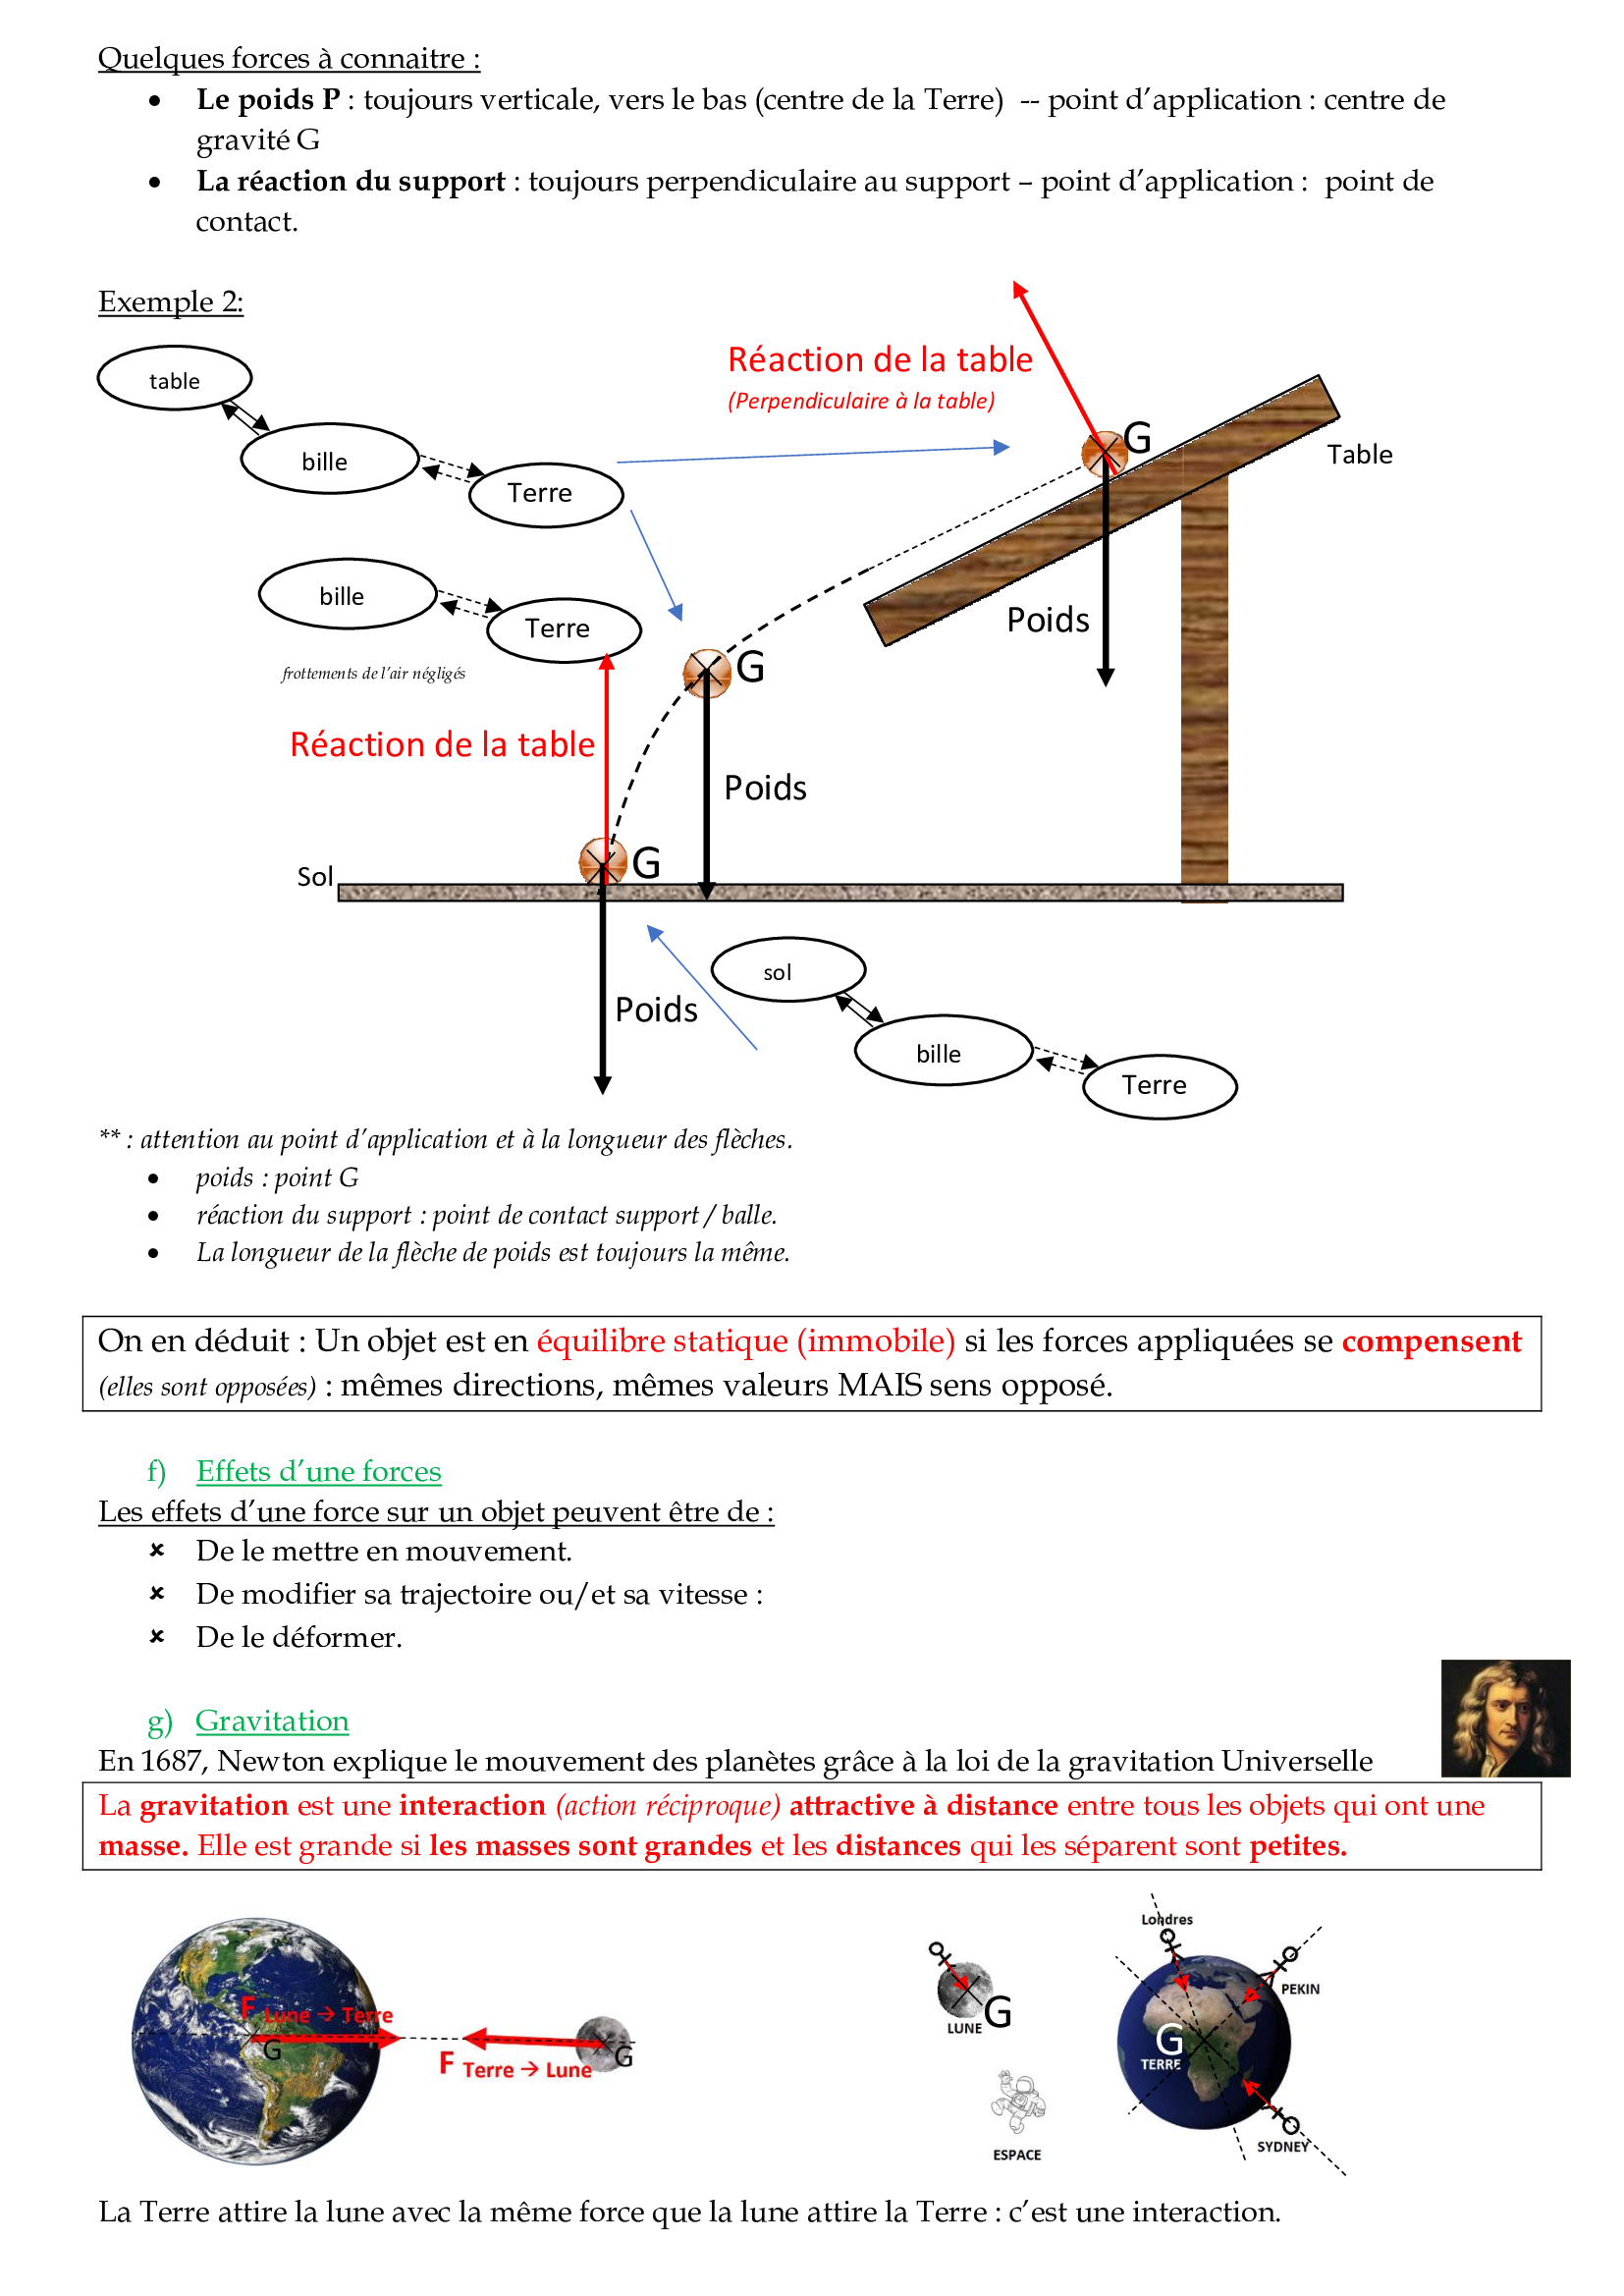 Quelques forces à connaitre :
• Le poids P : toujours verticale, vers le bas (centre de la Terre) -- point d’application : centre de
gravité G
• La réaction du support : toujours perpendiculaire au support – point d’application : point de
contact.
Exemple 2:
table
bille
Terre
Réaction de la table
(Perpendiculaire à la table)
G
Table
Poids
bille
Terre
frottements de l’air négligés
G
Réaction de la table
Poids
G
Sol
Poids
sol
bille
Terre
** : attention au point d’application et à la longueur des flèches.
• poids : point G
• réaction du support : point de contact support / balle.
• La longueur de la flèche de poids est toujours la même.
On en déduit : Un objet est en équilibre statique (immobile) si les forces appliquées se compensent
(elles sont opposées) : mêmes directions, mêmes valeurs MAIS sens opposé.
f) Effets d’une forces
Les effets d’une force sur un objet peuvent être de :
× De le mettre en mouvement.
× De modifier sa trajectoire ou/et sa vitesse :
× De le déformer.
g) Gravitation
En 1687, Newton explique le mouvement des planètes grâce à la loi de la gravitation Universelle
La gravitation est une interaction (action réciproque) attractive à distance entre tous les objets qui ont une
masse. Elle est grande si les masses sont grandes et les distances qui les séparent sont petites.
F Lune → Terre
G
F Terre → Lune
G
LUNE
G
ESPACE
Londres
PEKIN
G
TERRE
SYDNEY
La Terre attire la lune avec la même force que la lune attire la Terre : c’est une interaction.